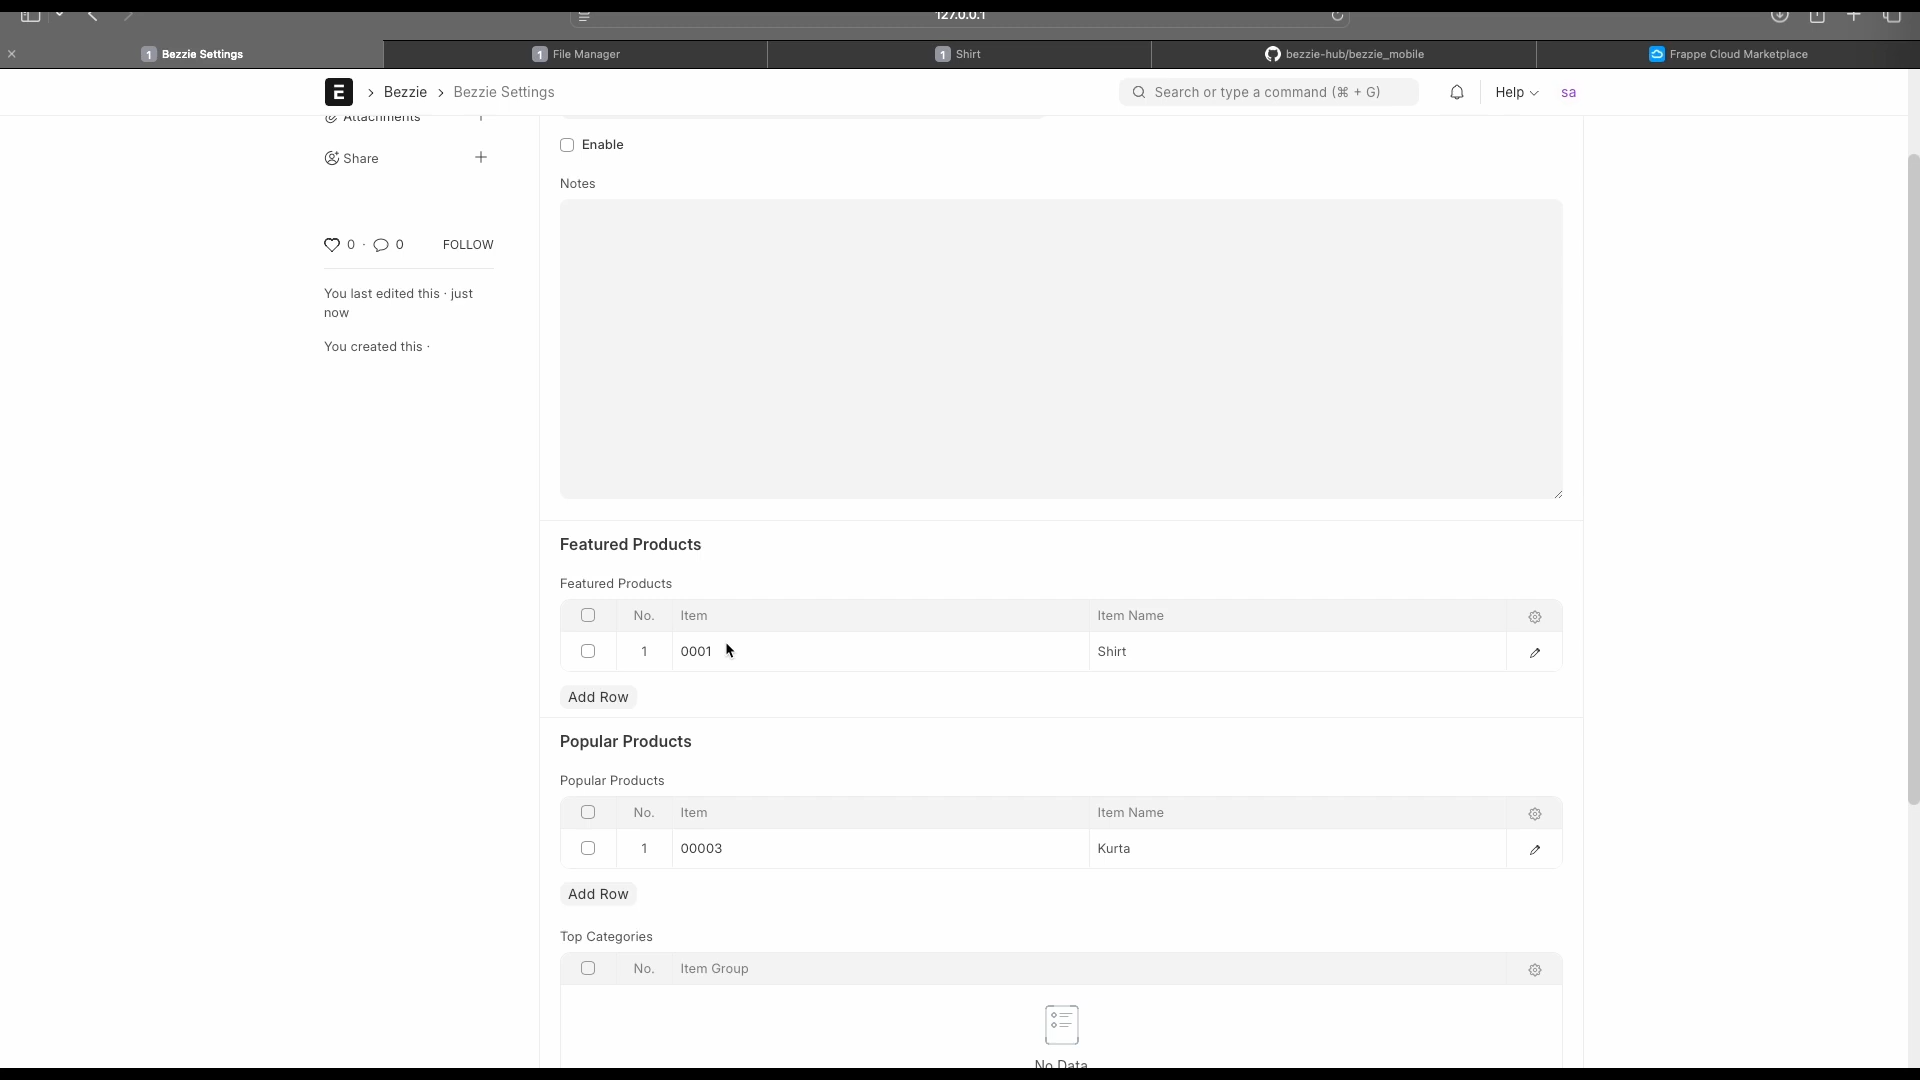 127.0.0.1
1 Bezzie Settings
1 File Manager
1 Shirt
bezzie-hub/bezzie_mobile
Frappe Cloud Marketplace
E
Bezzie
Bezzie Settings
Search or type a command (⌘ + G)
Help
sa
Attachments +
Share +
0 · 0 FOLLOW
You last edited this · just
now
You created this ·
Enable
Notes
Featured Products
Featured Products
No. Item Item Name
1 0001 Shirt
Add Row
Popular Products
Popular Products
No. Item Item Name
1 00003 Kurta
Add Row
Top Categories
No. Item Group
No Data